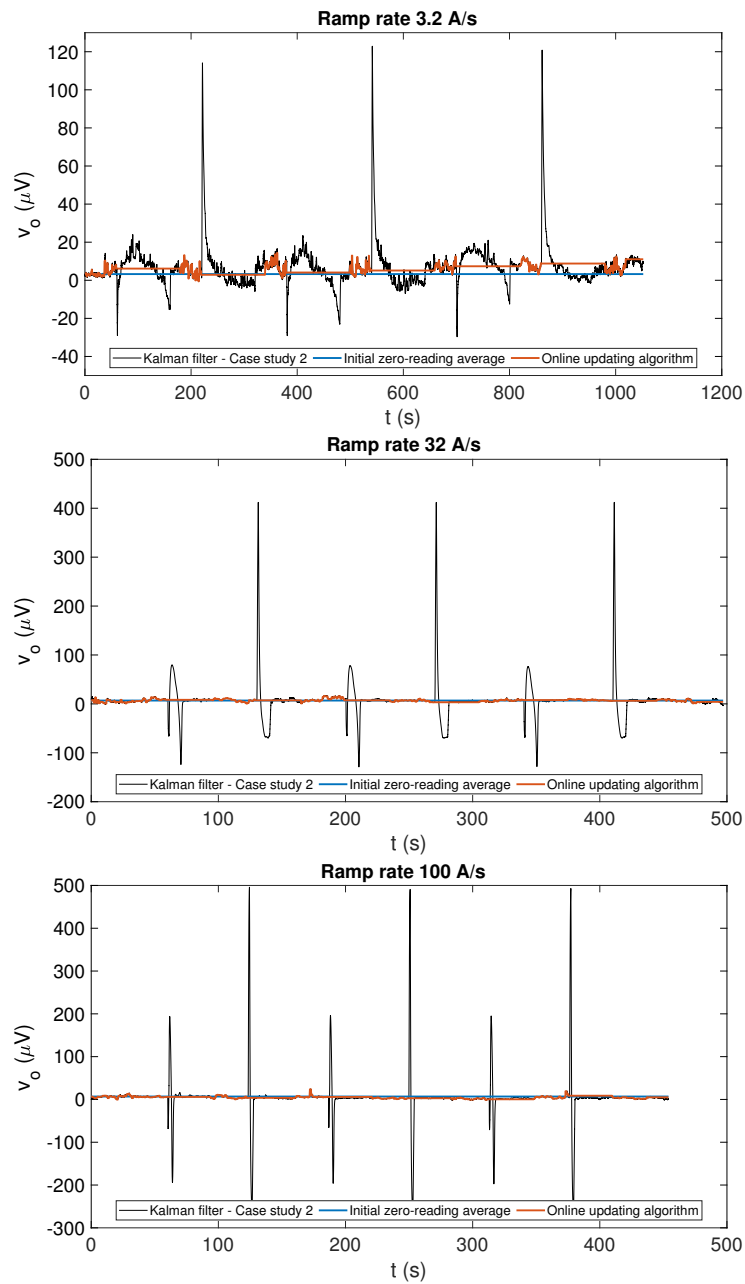 Ramp rate 3.2 A/s
120
100
80
60
40
20
0
-20
-40
v_o (μV)
Kalman filter - Case study 2 Initial zero-reading average Online updating algorithm
0 200 400 600 800 1000 1200
t (s)
Ramp rate 32 A/s
500
400
300
200
100
0
-100
-200
v_o (μV)
Kalman filter - Case study 2 Initial zero-reading average Online updating algorithm
0 100 200 300 400 500
t (s)
Ramp rate 100 A/s
500
400
300
200
100
0
-100
-200
-300
v_o (μV)
Kalman filter - Case study 2 Initial zero-reading average Online updating algorithm
0 100 200 300 400 500
t (s)